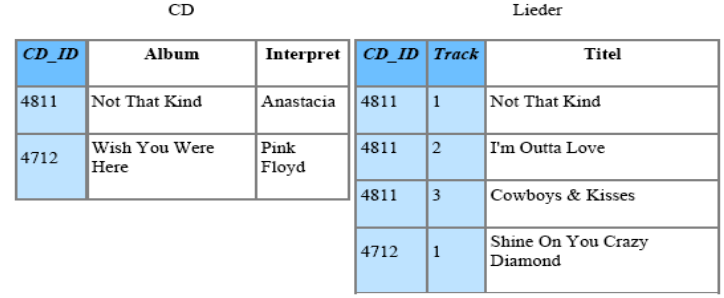 CD
CD_ID Album Interpret
4811 Not That Kind Anastacia
4712 Wish You Were Here Pink Floyd
Lieder
CD_ID Track Titel
4811 1 Not That Kind
4811 2 I'm Outta Love
4811 3 Cowboys & Kisses
4712 1 Shine On You Crazy Diamond